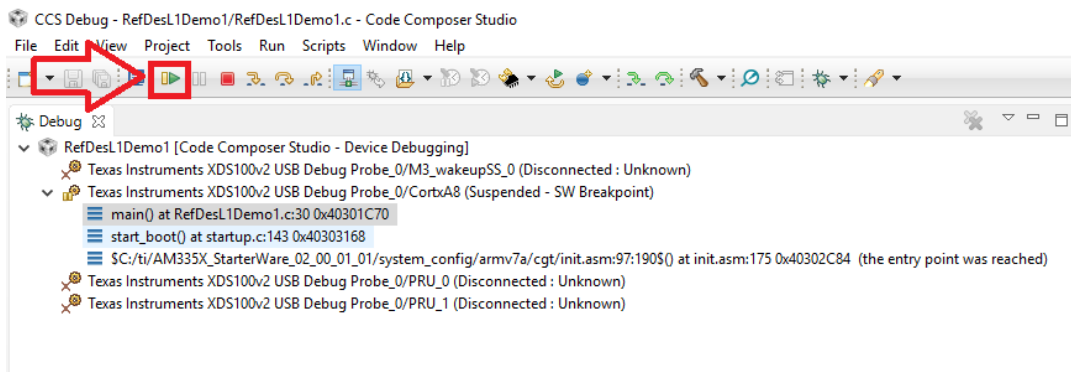 CCS Debug - RefDesL1Demo1/RefDesL1Demo1.c - Code Composer Studio
File Edit View Project Tools Run Scripts Window Help
Debug
RefDesL1Demo1 [Code Composer Studio - Device Debugging]
Texas Instruments XDS100v2 USB Debug Probe_0/M3_wakeupSS_0 (Disconnected : Unknown)
Texas Instruments XDS100v2 USB Debug Probe_0/CortxA8 (Suspended - SW Breakpoint)
main() at RefDesL1Demo1.c:30 0x40301C70
start_boot() at startup.c:143 0x40303168
$C:/ti/AM335X_StarterWare_02_00_01_01/system_config/armv7a/cgt/init.asm:97:190$() at init.asm:175 0x40302C84 (the entry point was reached)
Texas Instruments XDS100v2 USB Debug Probe_0/PRU_0 (Disconnected : Unknown)
Texas Instruments XDS100v2 USB Debug Probe_0/PRU_1 (Disconnected : Unknown)